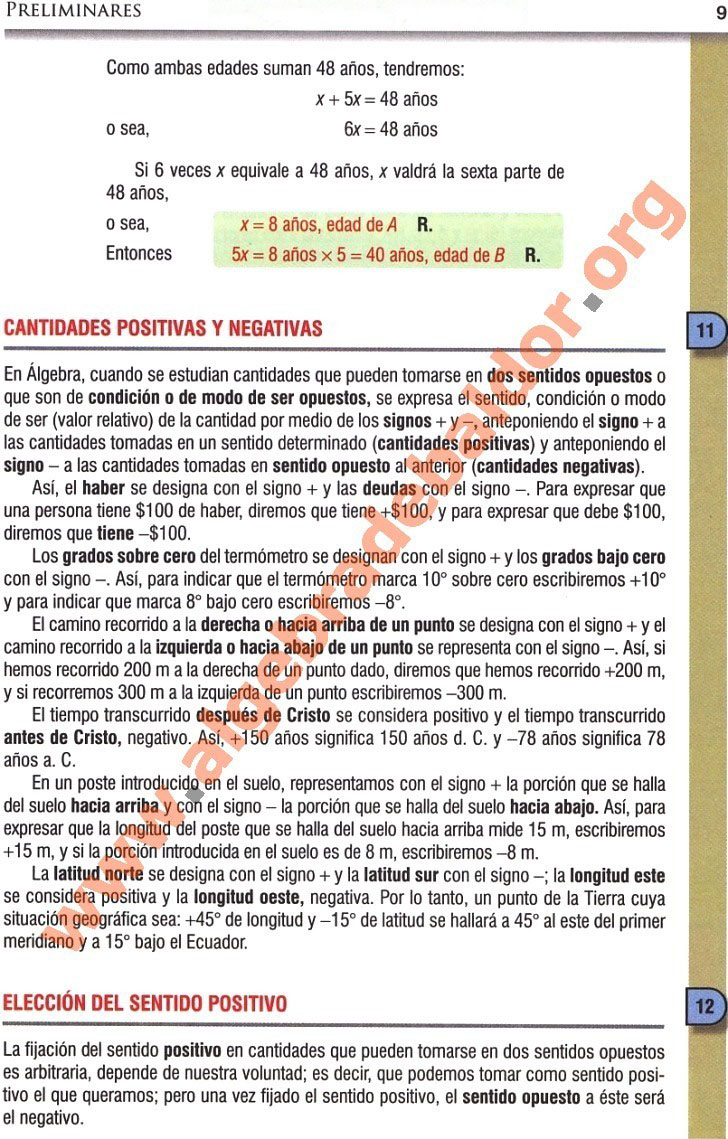 PRELIMINARES 9
Como ambas edades suman 48 años, tendremos:
x + 5x = 48 años
o sea, 6x = 48 años
Si 6 veces x equivale a 48 años, x valdrá la sexta parte de
48 años,
o sea, x = 8 años, edad de A R.
Entonces 5x = 8 años × 5 = 40 años, edad de B R.
CANTIDADES POSITIVAS Y NEGATIVAS 11
En Álgebra, cuando se estudian cantidades que pueden tomarse en dos sentidos opuestos o
que son de condición o de modo de ser opuestos, se expresa el sentido, condición o modo
de ser (valor relativo) de la cantidad por medio de los signos + y –, anteponiendo el signo + a
las cantidades tomadas en un sentido determinado (cantidades positivas) y anteponiendo el
signo – a las cantidades tomadas en sentido opuesto al anterior (cantidades negativas).
Así, el haber se designa con el signo + y las deudas con el signo –. Para expresar que
una persona tiene $100 de haber, diremos que tiene +$100, y para expresar que debe $100,
diremos que tiene –$100.
Los grados sobre cero del termómetro se designan con el signo + y los grados bajo cero
con el signo –. Así, para indicar que el termómetro marca 10° sobre cero escribiremos +10°
y para indicar que marca 8° bajo cero escribiremos –8°.
El camino recorrido a la derecha o hacia arriba de un punto se designa con el signo + y el
camino recorrido a la izquierda o hacia abajo de un punto se representa con el signo –. Así, si
hemos recorrido 200 m a la derecha de un punto dado, diremos que hemos recorrido +200 m,
y si recorremos 300 m a la izquierda de un punto escribiremos –300 m.
El tiempo transcurrido después de Cristo se considera positivo y el tiempo transcurrido
antes de Cristo, negativo. Así, +150 años significa 150 años d. C. y –78 años significa 78
años a. C.
En un poste introducido en el suelo, representamos con el signo + la porción que se halla
del suelo hacia arriba y con el signo – la porción que se halla del suelo hacia abajo. Así, para
expresar que la longitud del poste que se halla del suelo hacia arriba mide 15 m, escribiremos
+15 m, y si la porción introducida en el suelo es de 8 m, escribiremos –8 m.
La latitud norte se designa con el signo + y la latitud sur con el signo –; la longitud este
se considera positiva y la longitud oeste, negativa. Por lo tanto, un punto de la Tierra cuya
situación geográfica sea: +45° de longitud y –15° de latitud se hallará a 45° al este del primer
meridiano y a 15° bajo el Ecuador.
ELECCIÓN DEL SENTIDO POSITIVO 12
La fijación del sentido positivo en cantidades que pueden tomarse en dos sentidos opuestos
es arbitraria, depende de nuestra voluntad; es decir, que podemos tomar como sentido posi-
tivo el que queramos; pero una vez fijado el sentido positivo, el sentido opuesto a éste será
el negativo.
www.algebradebaldor.org